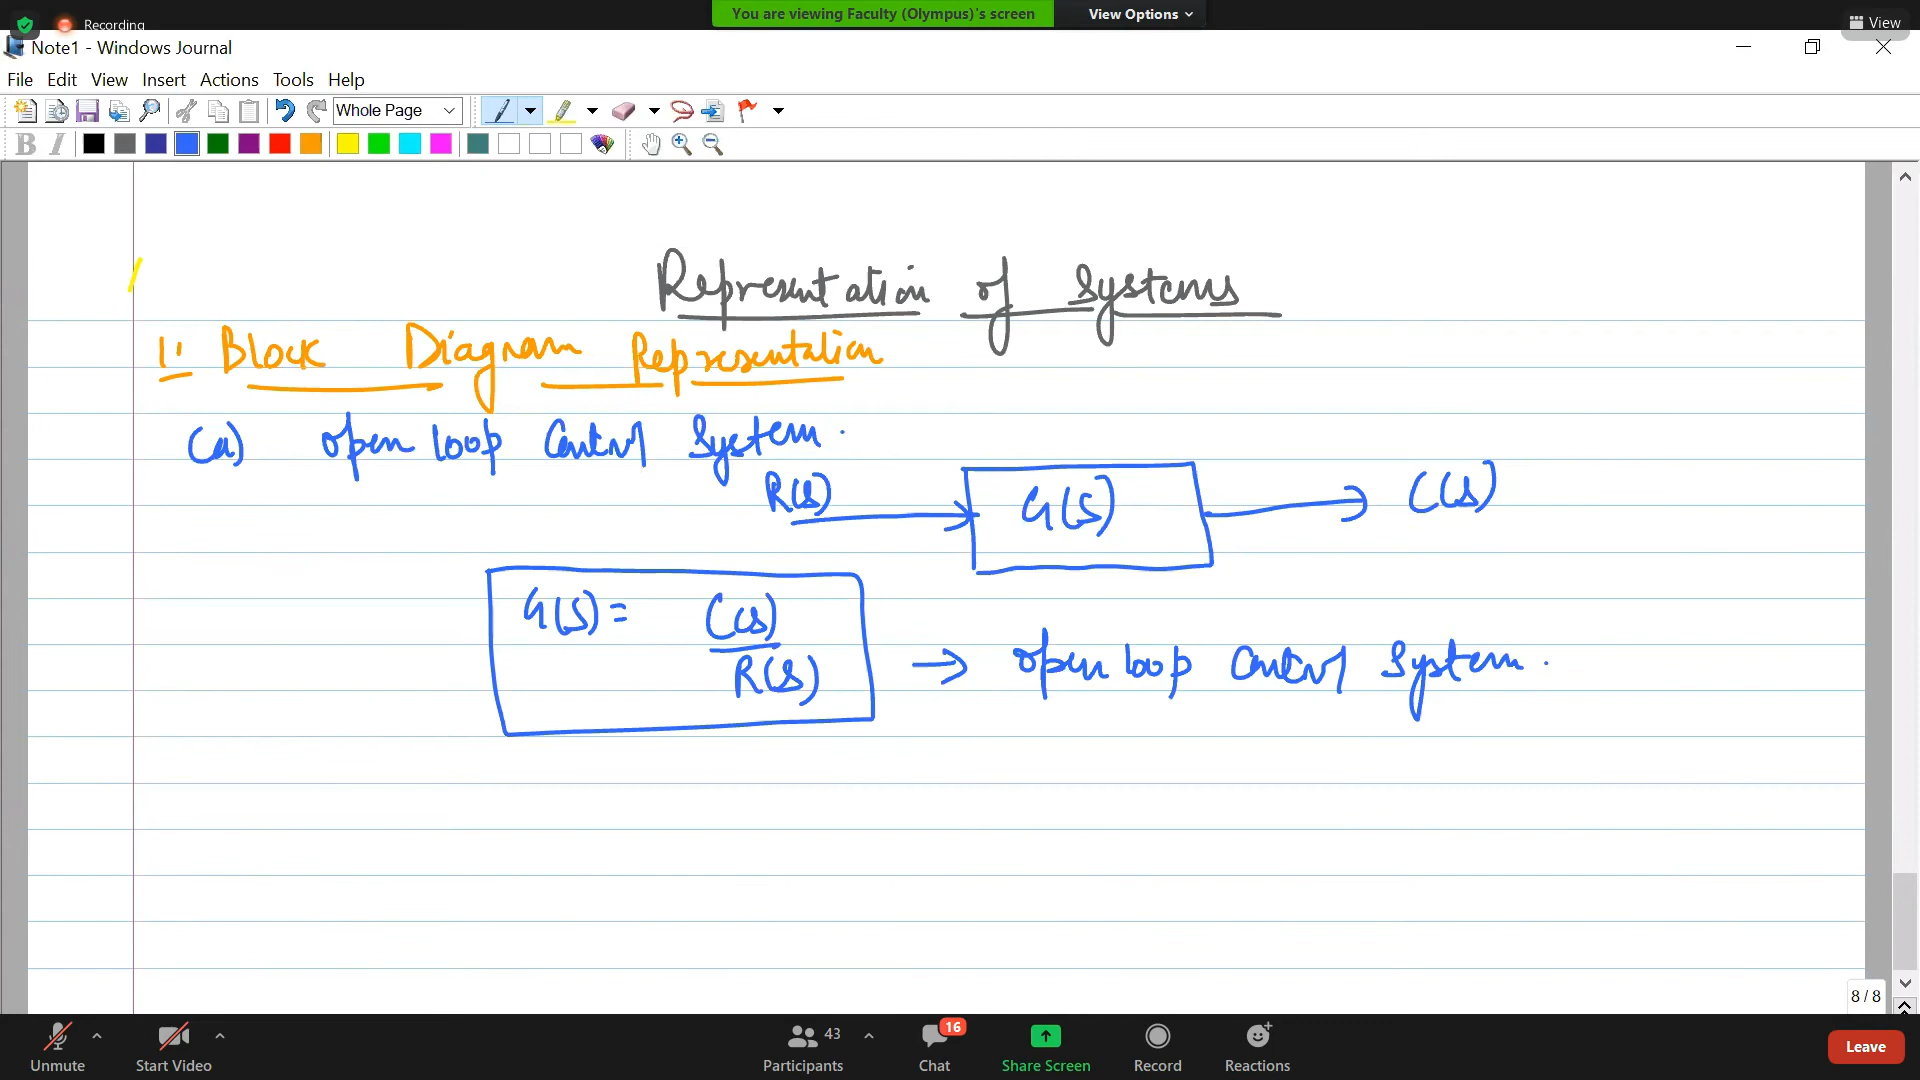 Recording
You are viewing Faculty (Olympus)'s screen
View Options
View
Note1 - Windows Journal
File Edit View Insert Actions Tools Help
Whole Page
B I
Representation of Systems
1. Block Diagram Representation
(a) open loop Control System.
R(s) G(s) C(s)
G(s) = C(s)
R(s)
→ open loop Control System.
8 / 8
Unmute
Start Video
43
Participants
16
Chat
Share Screen
Record
Reactions
Leave